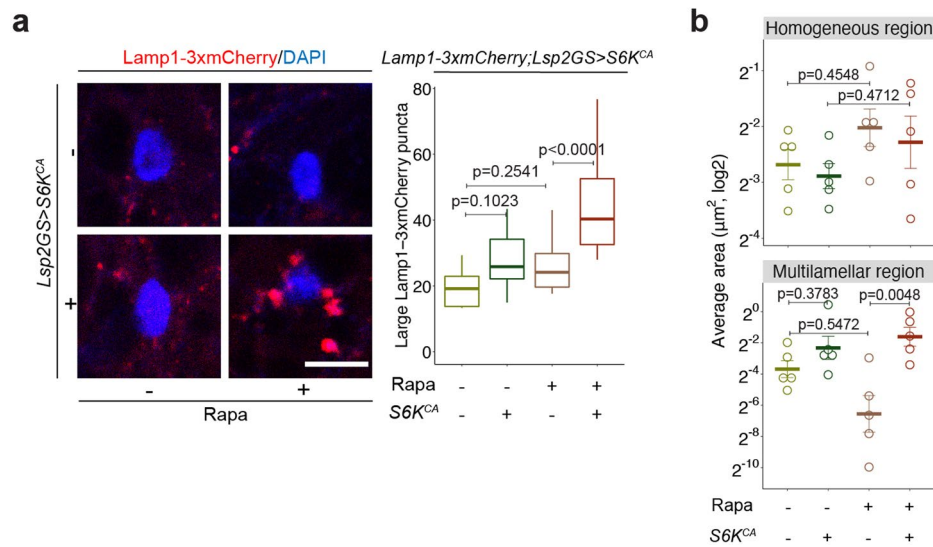 a
Lamp1-3xmCherry/DAPI
Lsp2GS>S6K^CA
-
+
-
+
Rapa
Lamp1-3xmCherry;Lsp2GS>S6K^CA
Large Lamp1–3xmCherry puncta
80
60
40
20
0
p<0.0001
p=0.2541
p=0.1023
Rapa - - + +
S6K^CA - + - +
b
Homogeneous region
Average area (µm², log2)
2^-1
2^-2
2^-3
2^-4
p=0.4548
p=0.4712
Multilamellar region
2^0
2^-2
2^-4
2^-6
2^-8
2^-10
p=0.3783
p=0.0048
p=0.5472
Rapa - - + +
S6K^CA - + - +